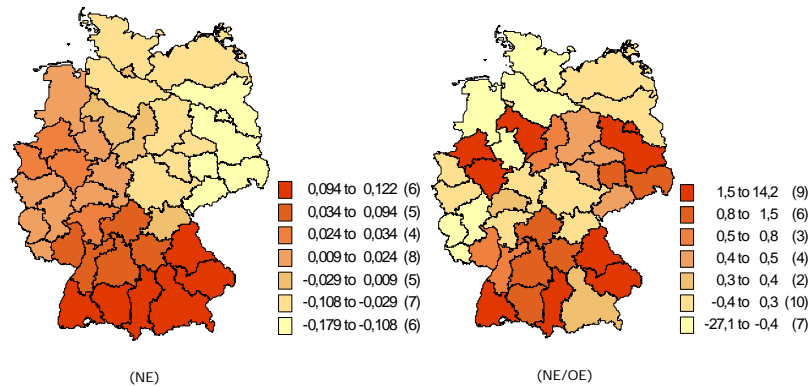 0,094 to 0,122 (6)
0,034 to 0,094 (5)
0,024 to 0,034 (4)
0,009 to 0,024 (8)
-0,029 to 0,009 (5)
-0,108 to -0,029 (7)
-0,179 to -0,108 (6)
(NE)
1,5 to 14,2 (9)
0,8 to 1,5 (6)
0,5 to 0,8 (3)
0,4 to 0,5 (4)
0,3 to 0,4 (2)
-0,4 to 0,3 (10)
-27,1 to -0,4 (7)
(NE/OE)